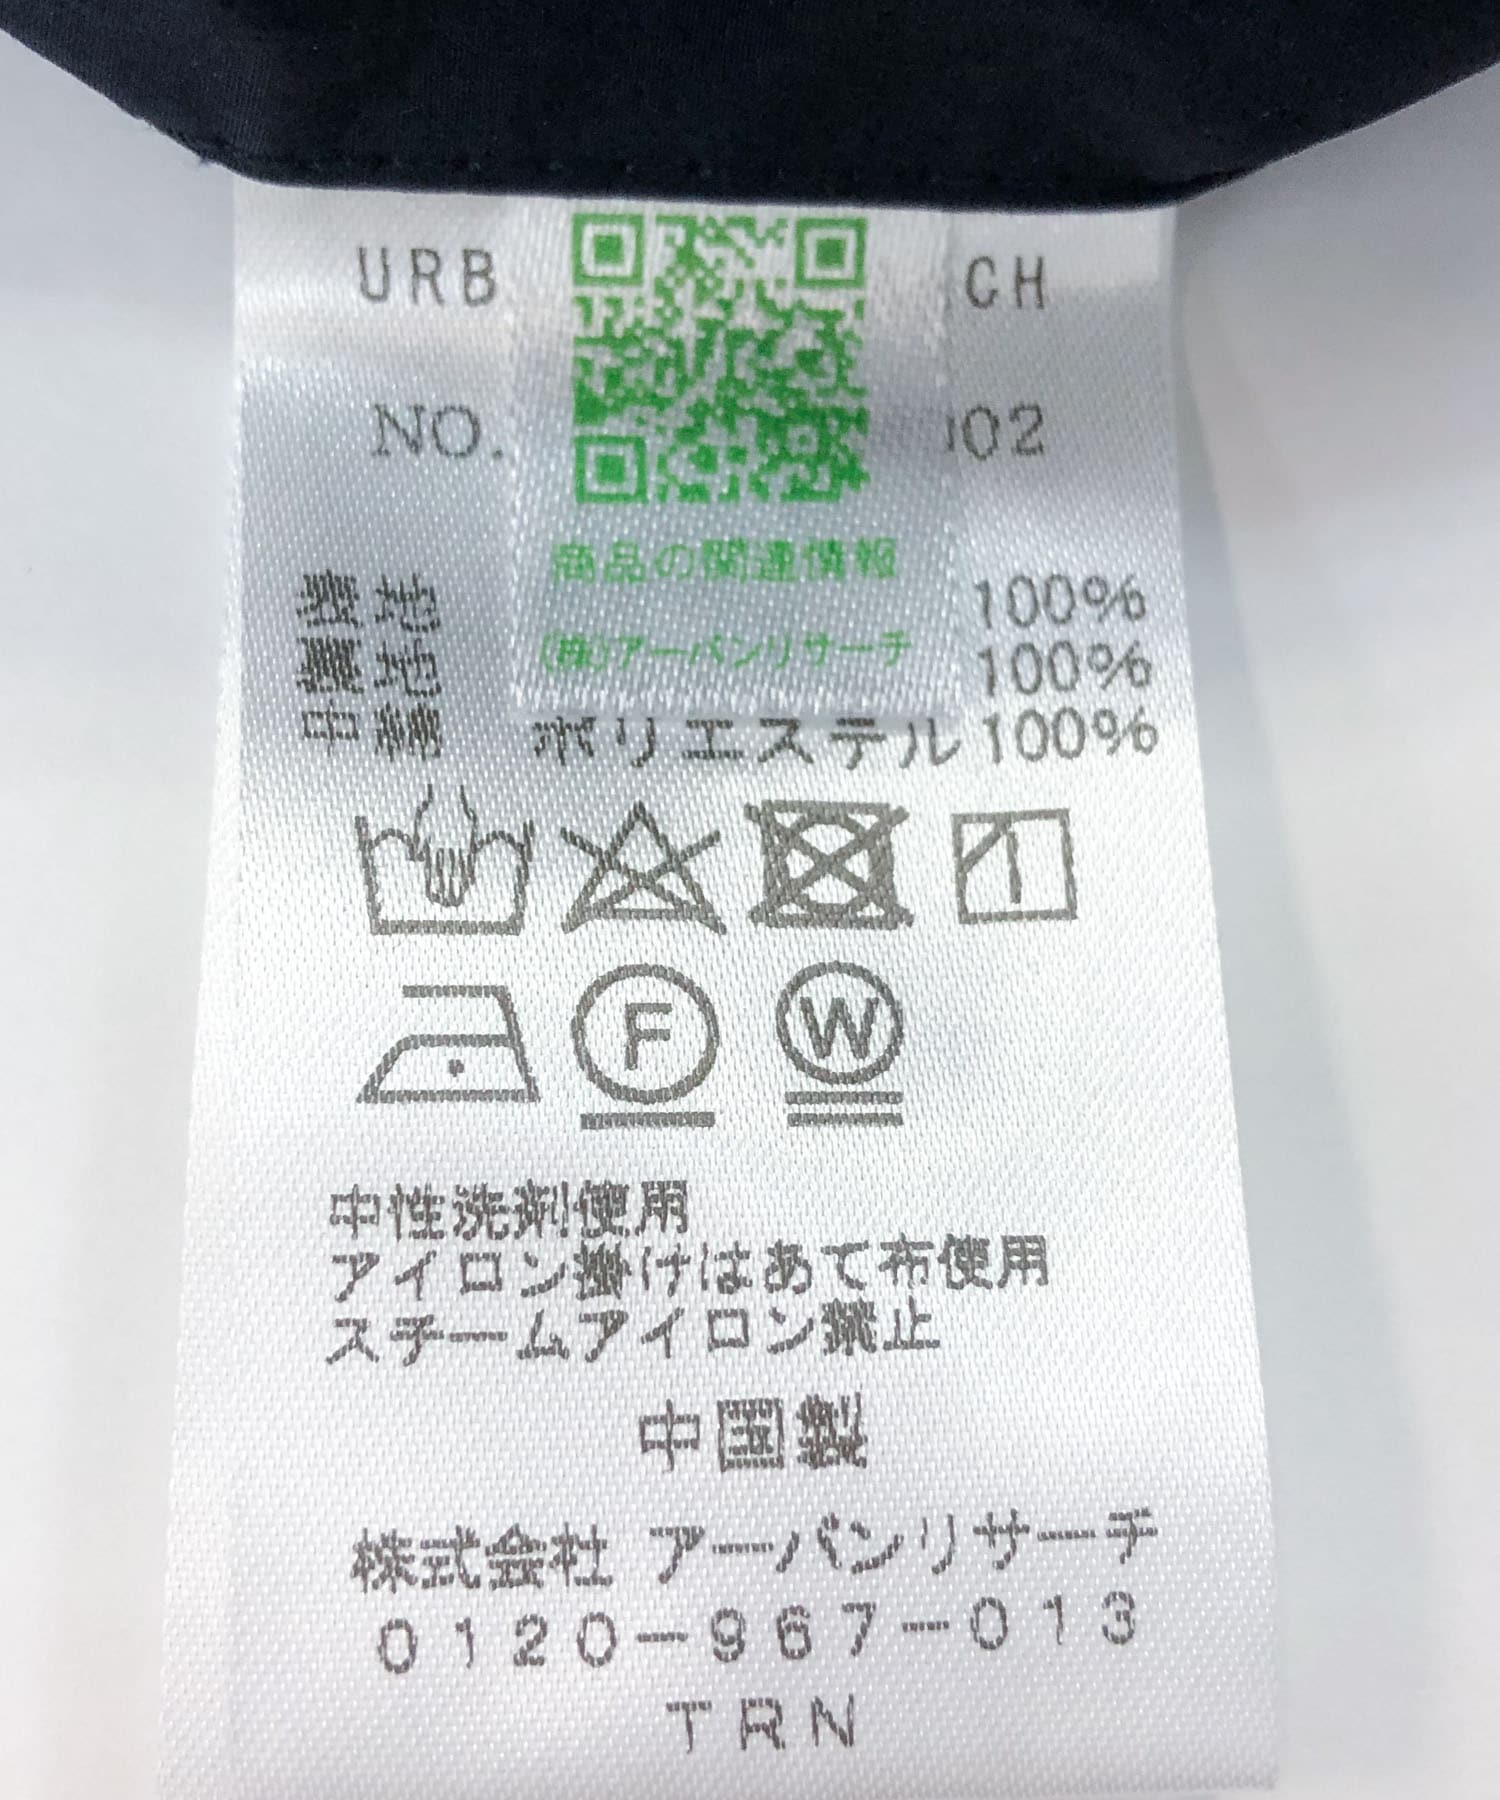 URB CH
NO. 02
商品の関連情報
(株)アーバンリサーチ
表地 100%
裏地 100%
中綿 ポリエステル100%
F W
中性洗剤使用
アイロン掛けはあて布使用
スチームアイロン禁止
中国製
株式会社 アーバンリサーチ
0120-967-013
TRN